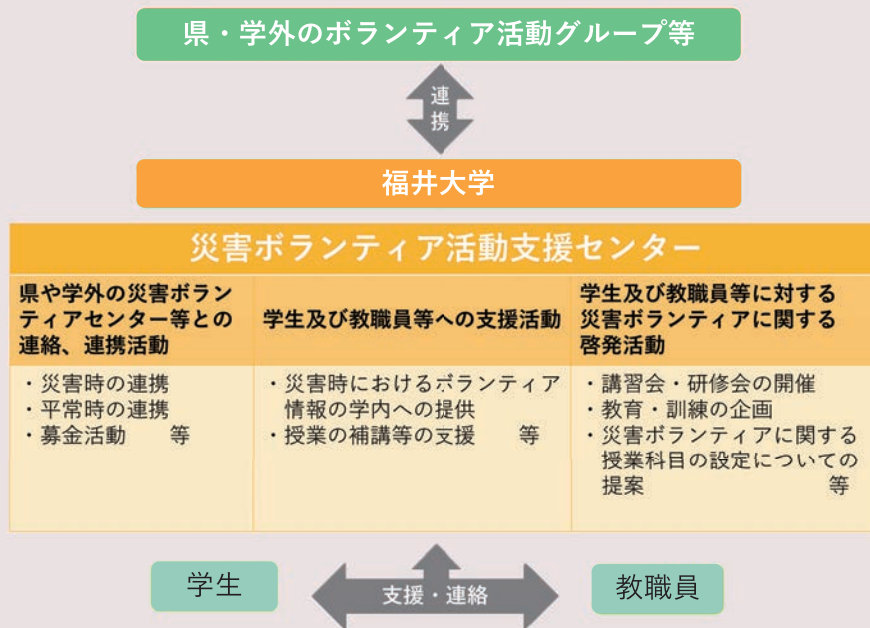 県・学外のボランティア活動グループ等
連
携
福井大学
災害ボランティア活動支援センター
県や学外の災害ボラン
ティアセンター等との
連絡、連携活動
・災害時の連携
・平常時の連携
・募金活動　等
学生及び教職員等への支援活動
・災害時におけるボランティア
情報の学内への提供
・授業の補講等の支援　等
学生及び教職員等に対する
災害ボランティアに関する
啓発活動
・講習会・研修会の開催
・教育・訓練の企画
・災害ボランティアに関する
授業科目の設定についての
提案　等
学生
支援・連絡
教職員